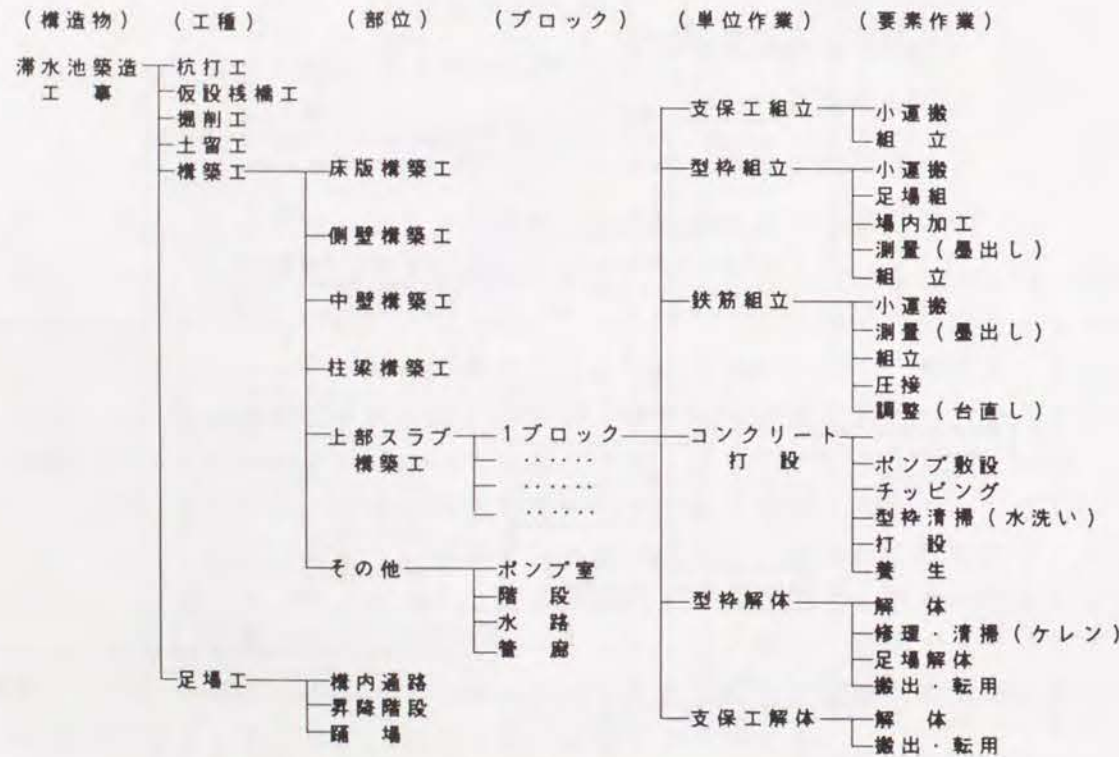 (構造物) (工種) (部位) (ブロック) (単位作業) (要素作業)
滞水池築造 杭打工
工事 仮設桟橋工
掘削工 支保工組立 小運搬
土留工 組立
構築工 床版構築工 型枠組立 小運搬
足場組
場内加工
側壁構築工 測量(墨出し)
組立
中壁構築工 鉄筋組立 小運搬
測量(墨出し)
組立
柱梁構築工 圧接
調整(台直し)
上部スラブ 1ブロック コンクリート
構築工 ······ 打設 ポンプ敷設
······ チッピング
······ 型枠清掃(水洗い)
打設
その他 ポンプ室 養生
階段 型枠解体 解体
水路 修理·清掃(ケレン)
管廊 足場解体
足場工 構内通路 搬出·転用
昇降階段 支保工解体 解体
踊場 搬出·転用